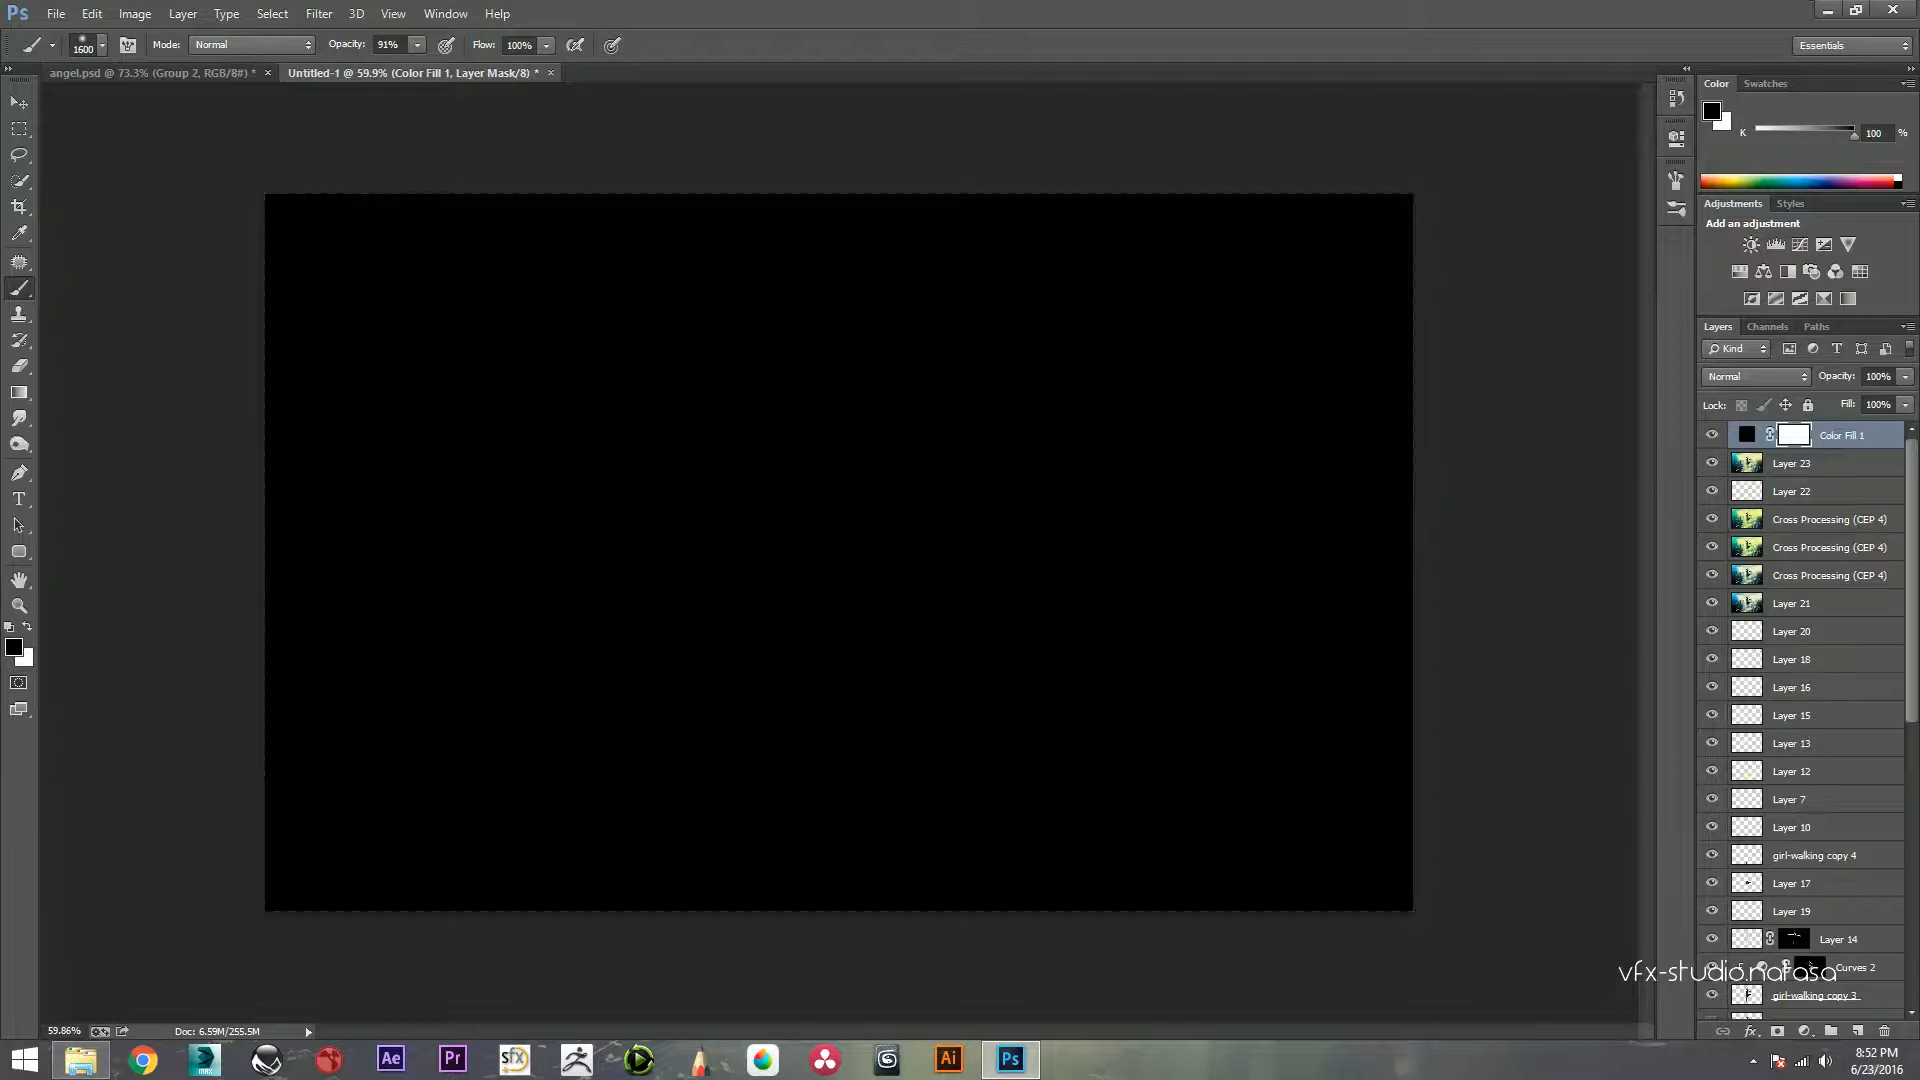 Ps File Edit Image Layer Type Select Filter 3D View Window Help
1600 Mode: Normal Opacity: 91% Flow: 100% Essentials
angel.psd @ 73.3% (Group 2, RGB/8#) * × Untitled-1 @ 59.9% (Color Fill 1, Layer Mask/8) * ×
Color Swatches
K 100 %
Adjustments Styles
Add an adjustment
Layers Channels Paths
Kind
Normal Opacity: 100%
Lock: Fill: 100%
Color Fill 1
Layer 23
Layer 22
Cross Processing (CEP 4)
Cross Processing (CEP 4)
Cross Processing (CEP 4)
Layer 21
Layer 20
Layer 18
Layer 16
Layer 15
Layer 13
Layer 12
Layer 7
Layer 10
girl-walking copy 4
Layer 17
Layer 19
Layer 14
Curves 2
vfx-studio.nafasa
girl-walking copy 3
59.86% Doc: 6.59M/255.5M
MAX Ae Pr sfx Ai Ps
8:52 PM
6/23/2016